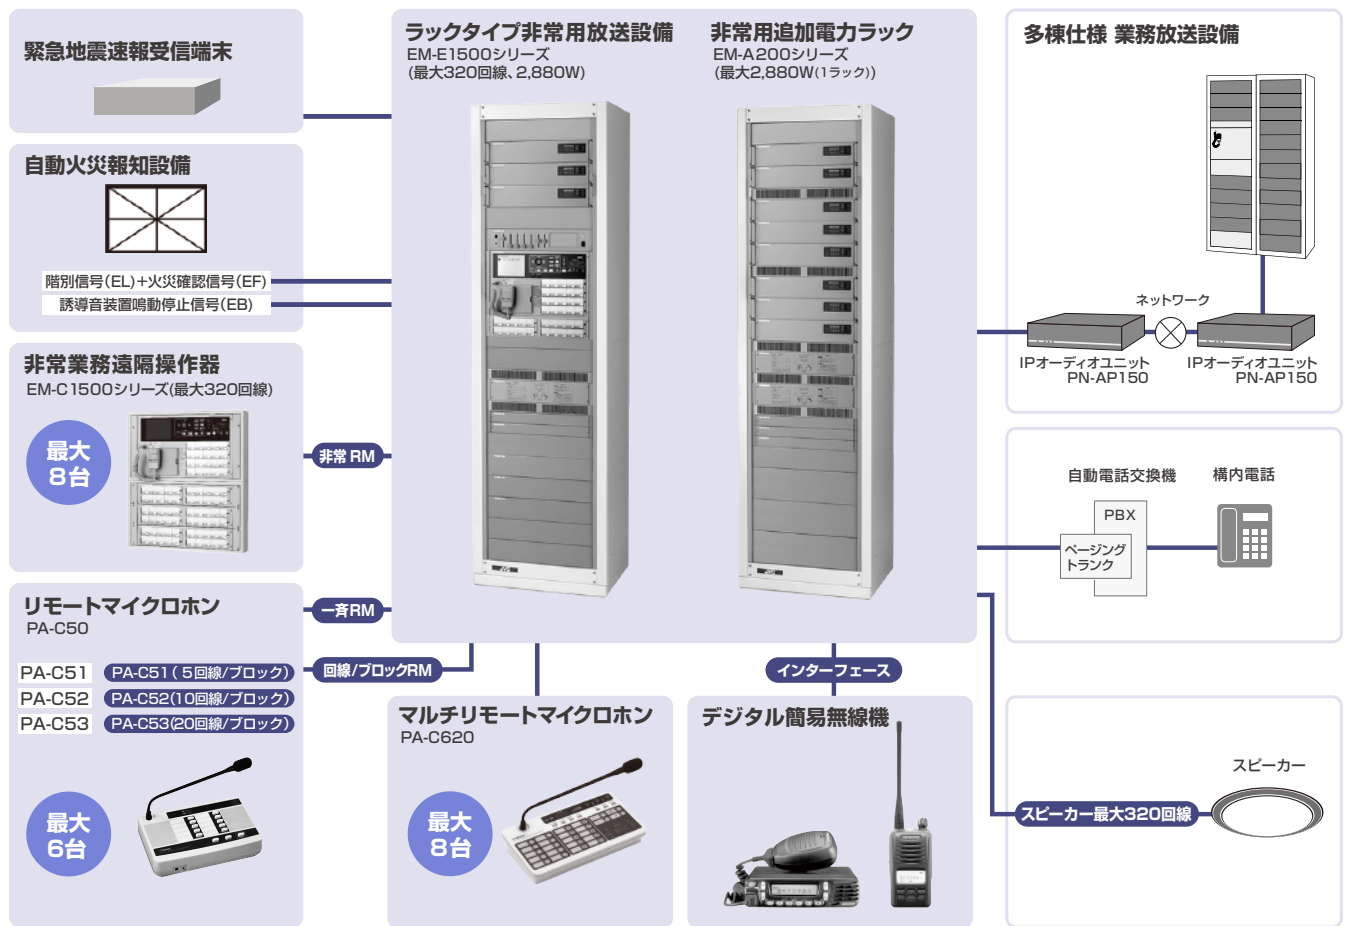 緊急地震速報受信端末
自動火災報知設備
階別信号(EL)+火災確認信号(EF)
誘導音装置鳴動停止信号(EB)
非常業務遠隔操作器
EM-C1500シリーズ(最大320回線)
最大
8台
非常 RM
リモートマイクロホン
PA-C50
一斉RM
回線/ブロックRM
PA-C51
PA-C51( 5回線/ブロック)
PA-C52
PA-C52(10回線/ブロック)
PA-C53
PA-C53(20回線/ブロック)
最大
6台
ラックタイプ非常用放送設備
EM-E1500シリーズ
(最大320回線、2,880W)
非常用追加電力ラック
EM-A200シリーズ
(最大2,880W(1ラック))
マルチリモートマイクロホン
PA-C620
最大
8台
インターフェース
デジタル簡易無線機
多棟仕様 業務放送設備
ネットワーク
IPオーディオユニット
PN-AP150
IPオーディオユニット
PN-AP150
自動電話交換機
構内電話
PBX
ページング
トランク
スピーカー
スピーカー最大320回線